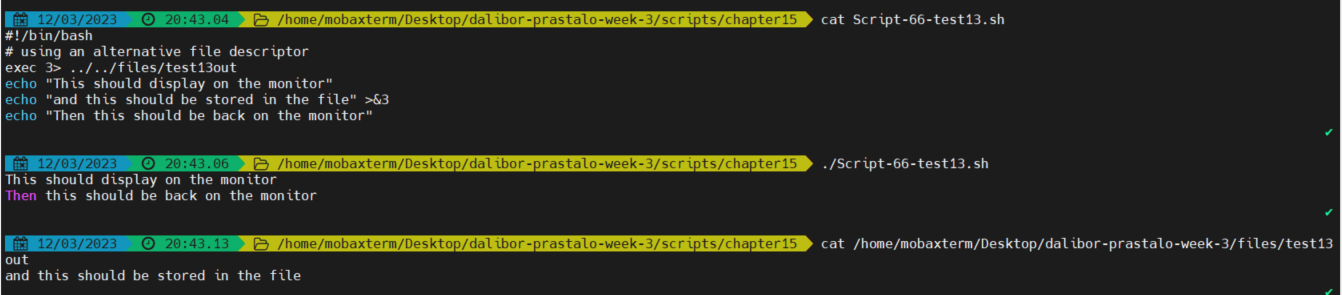 12/03/2023 20:43.04 /home/mobaxterm/Desktop/dalibor-prastalo-week-3/scripts/chapter15 cat Script-66-test13.sh
#!/bin/bash
# using an alternative file descriptor
exec 3> ../../files/test13out
echo "This should display on the monitor"
echo "and this should be stored in the file" >&3
echo "Then this should be back on the monitor"
✔
12/03/2023 20:43.06 /home/mobaxterm/Desktop/dalibor-prastalo-week-3/scripts/chapter15 ./Script-66-test13.sh
This should display on the monitor
Then this should be back on the monitor
✔
12/03/2023 20:43.13 /home/mobaxterm/Desktop/dalibor-prastalo-week-3/scripts/chapter15 cat /home/mobaxterm/Desktop/dalibor-prastalo-week-3/files/test13
out
and this should be stored in the file
✔